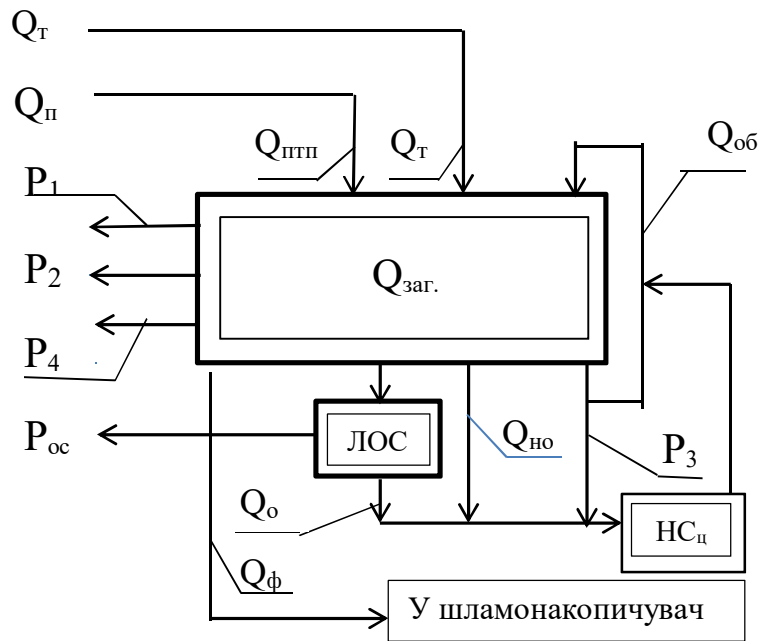 Qт
Qп
Qптп
Qт
Qоб
P1
P2
Qзаг.
P4
Pос
ЛОС
Qно
P3
Qо
НСц
Qф
У шламонакопичувач